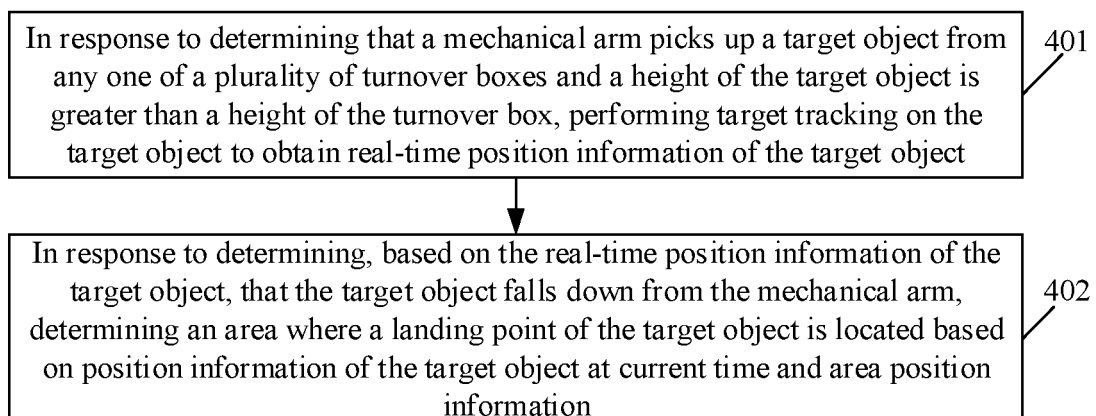 In response to determining that a mechanical arm picks up a target object from
any one of a plurality of turnover boxes and a height of the target object is
greater than a height of the turnover box, performing target tracking on the
target object to obtain real-time position information of the target object
401
In response to determining, based on the real-time position information of the
target object, that the target object falls down from the mechanical arm,
determining an area where a landing point of the target object is located based
on position information of the target object at current time and area position
information
402